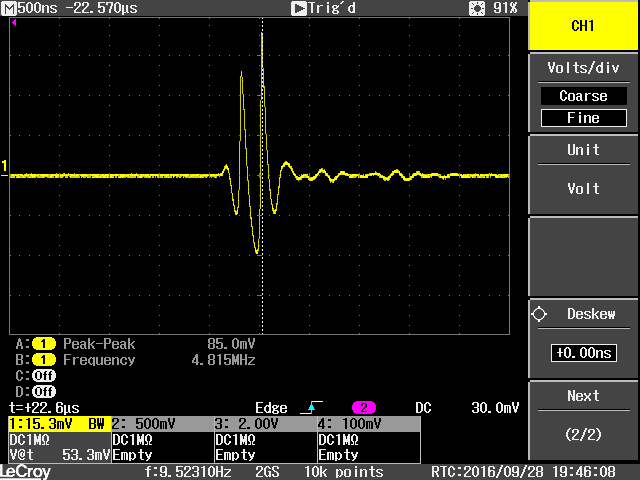 M 500ns -22.570µs Trig'd 91%
CH1
Volts/div
Coarse
Fine
Unit
Volt
1
Deskew
+0.00ns
Next
(2/2)
A: 1 Peak-Peak 85.0mV
B: 1 Frequency 4.815MHz
C: Off
D: Off
t=+22.6µs Edge 2 DC 30.0mV
1:15.3mV BW 2: 500mV 3: 2.00V 4: 100mV
DC1MΩ DC1MΩ DC1MΩ DC1MΩ
V@t 53.3mV Empty Empty Empty
LeCroy f:9.52310Hz 2GS 10k points RTC:2016/09/28 19:46:08